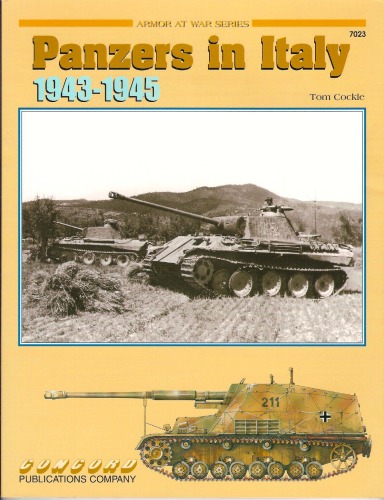 ARMOR AT WAR SERIES
7023
Panzers in Italy
1943-1945
Tom Cockle
211
CONCORD
PUBLICATIONS COMPANY